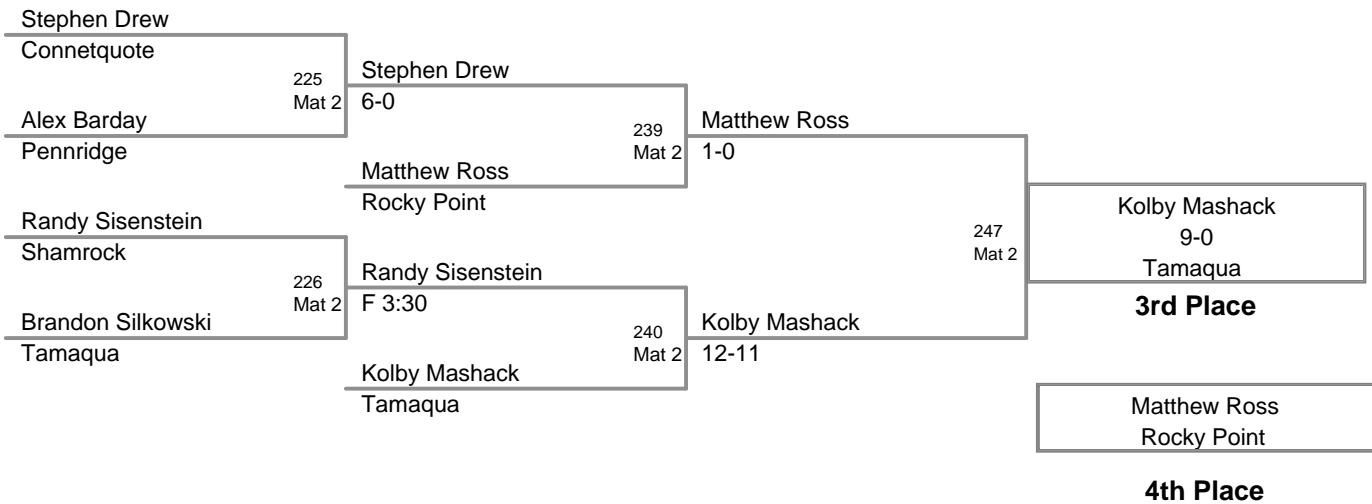 Stephen Drew
Connetquote
225
Mat 2
Alex Barday
Pennridge
Stephen Drew
6-0
239
Mat 2
Matthew Ross
Rocky Point
Matthew Ross
1-0
Randy Sisenstein
Shamrock
226
Mat 2
Brandon Silkowski
Tamaqua
Randy Sisenstein
F 3:30
240
Mat 2
Kolby Mashack
Tamaqua
Kolby Mashack
12-11
247
Mat 2
Kolby Mashack
9-0
Tamaqua
3rd Place
Matthew Ross
Rocky Point
4th Place